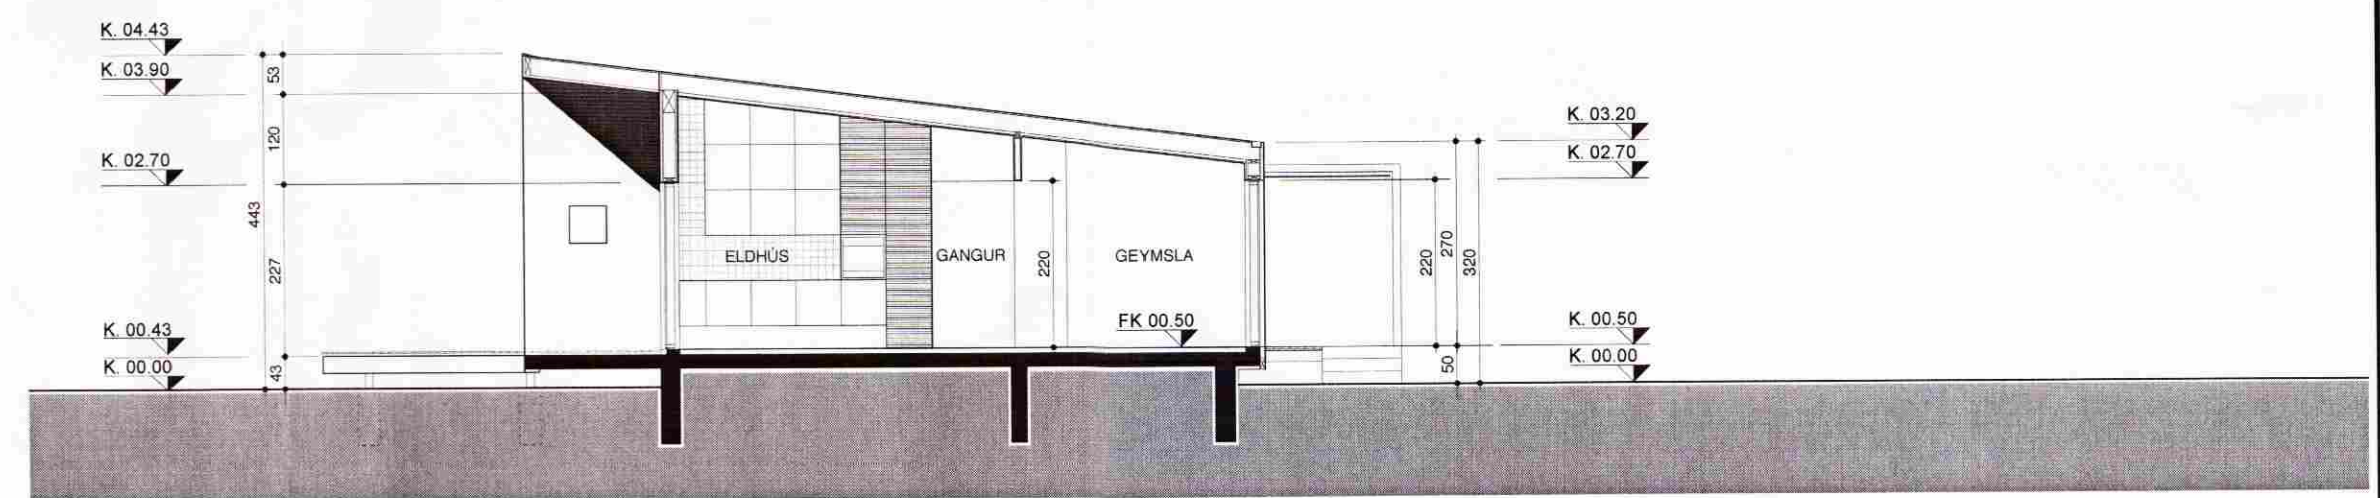 K. 04.43
K. 03.90
K. 02.70
K. 00.43
K. 00.00
443
53
120
227
43
ELDHÚS
GANGUR
220
GEYMSLA
FK 00.50
220
270
320
50
K. 03.20
K. 02.70
K. 00.50
K. 00.00